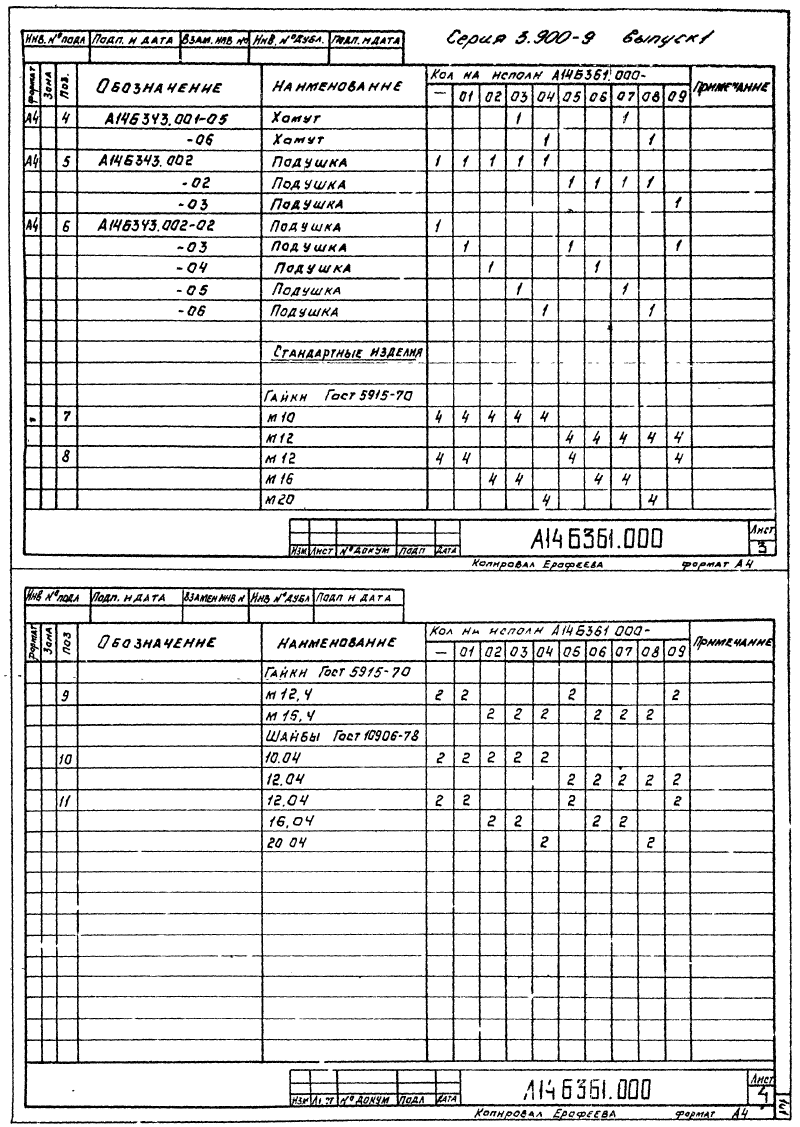 Инв. № подл Подп. и дата Взам. инв № Инв. № дубл. Подп. и дата Серия 3.900-9 Выпуск 1
Формат Зона Поз. Обозначение Наименование Кол на исполн А14Б361.000- Примечание
— 01 02 03 04 05 06 07 08 09
А4 4 А14Б343.001-05 Хомут 1 1
-06 Хомут 1 1
А4 5 А14Б343.002 Подушка 1 1 1 1 1
-02 Подушка 1 1 1 1
-03 Подушка 1
А4 6 А14Б343.002-02 Подушка 1
-03 Подушка 1 1 1
-04 Подушка 1 1
-05 Подушка 1 1
-06 Подушка 1 1
Стандартные изделия
Гайки Гост 5915-70
7 М10 4 4 4 4 4
М12 4 4 4 4 4
8 М12 4 4 4 4
М16 4 4 4 4
М20 4 4
Изм Лист № докум Подп Дата А14Б361.000 Лист 3
Копировал Ерофеева формат А4
Инв № подл Подп. и дата Взамен инв № Инв № дубл Подп и дата
Формат Зона Поз Обозначение Наименование Кол ни исполн А14Б361 000- Примечание
— 01 02 03 04 05 06 07 08 09
Гайки Гост 5915-70
9 М12,4 2 2 2 2
М16,4 2 2 2 2 2 2
Шайбы Гост 10906-78
10 10.04 2 2 2 2 2
12.04 2 2 2 2 2
11 12.04 2 2 2 2
16,04 2 2 2 2
20 04 2 2
Изм Лист № докум Подп Дата А14Б361.000 Лист 4
Копировал Ерофеева формат А4